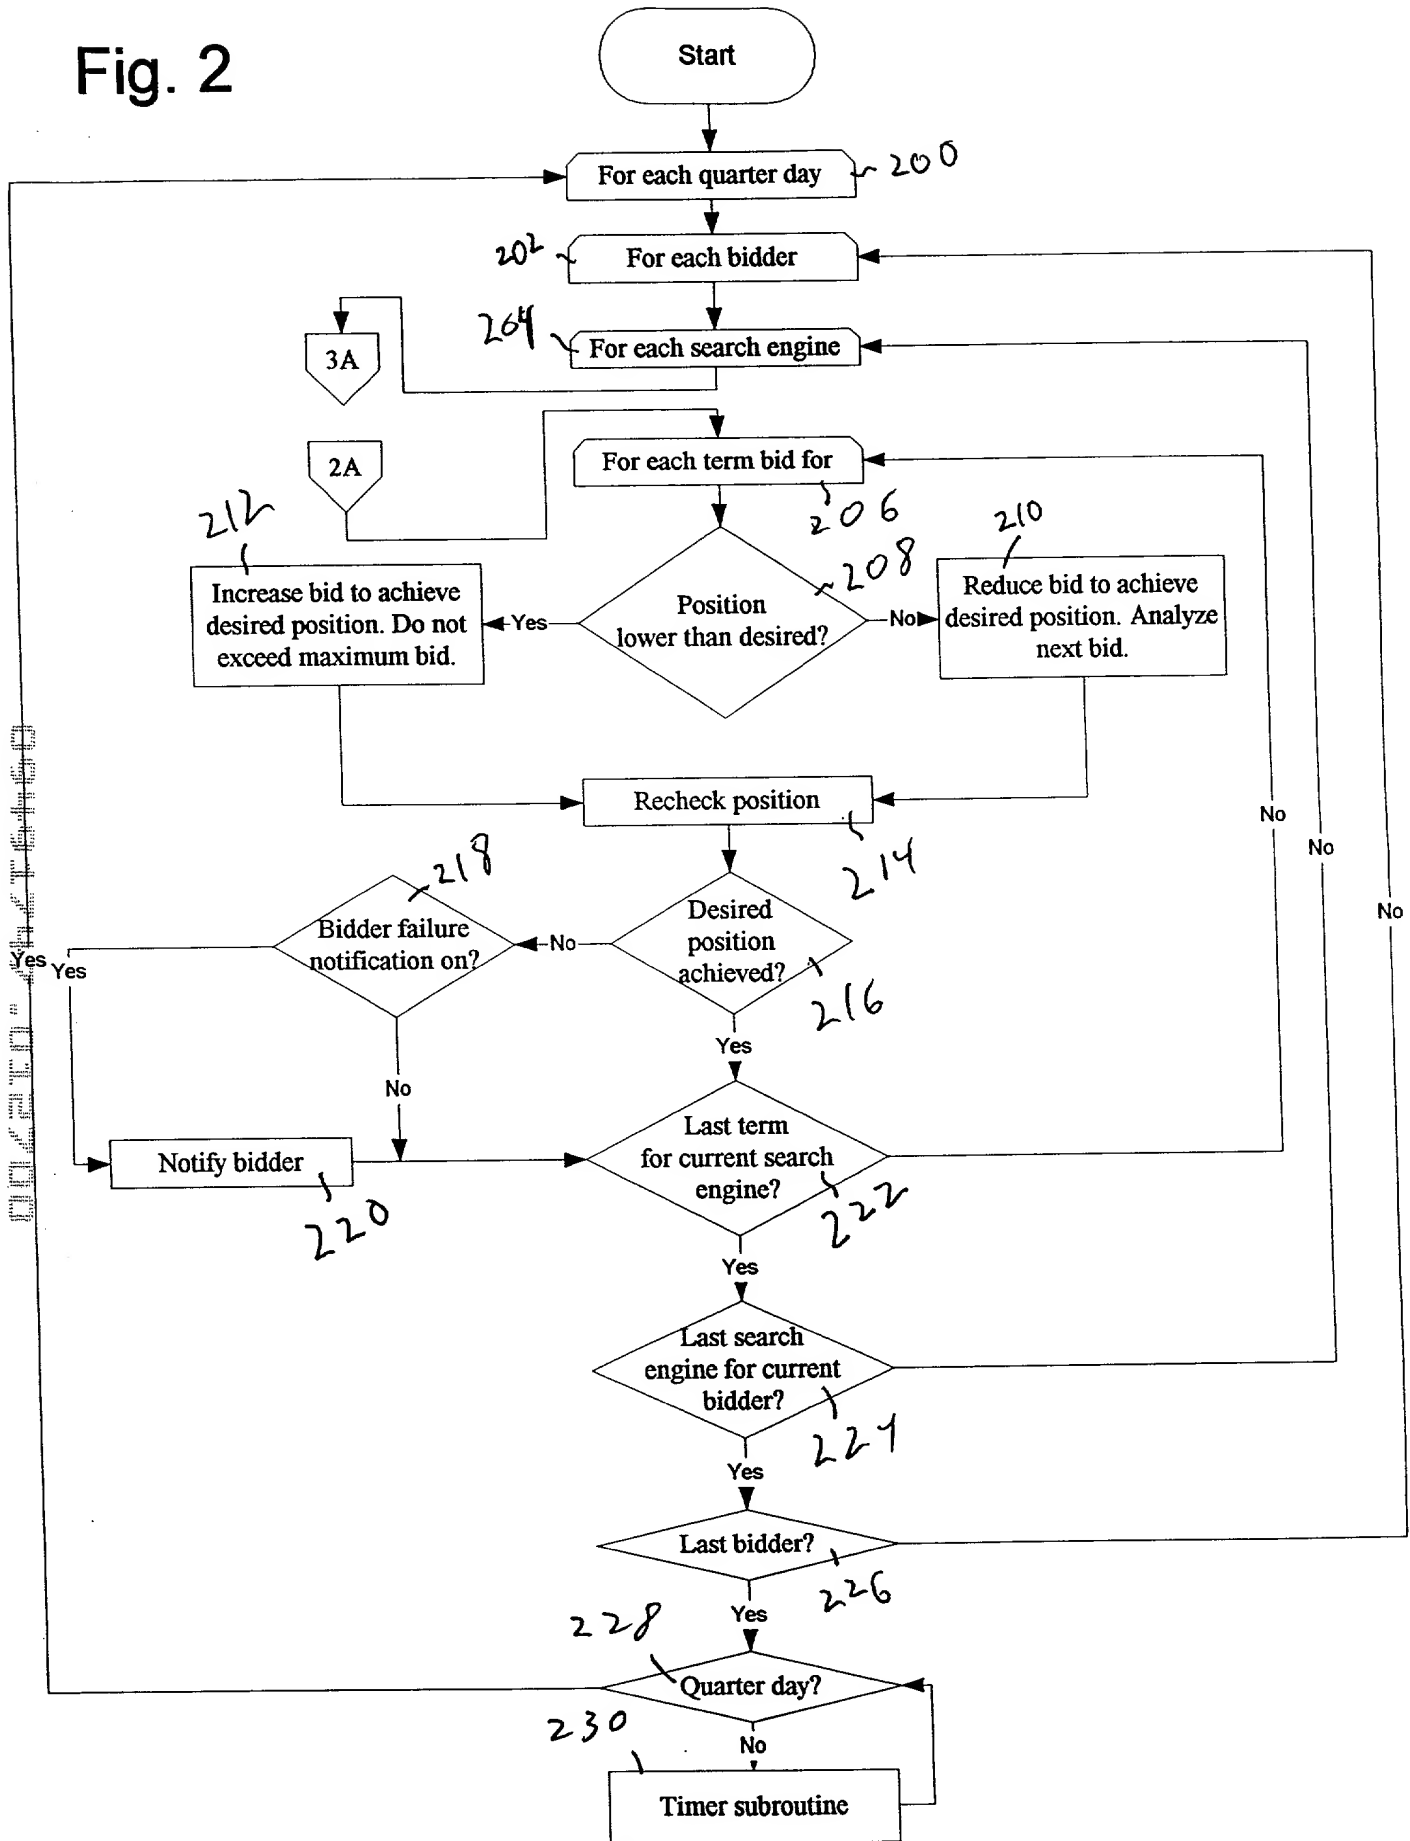 Fig. 2
Start
For each quarter day
200
202
For each bidder
204
For each search engine
3A
2A
For each term bid for
206
212
208
210
Increase bid to achieve
desired position. Do not
exceed maximum bid.
Yes
Position
lower than desired?
No
Reduce bid to achieve
desired position. Analyze
next bid.
Recheck position
214
No
No
No
218
Bidder failure
notification on?
No
Desired
position
achieved?
216
Yes
Yes
Yes
No
Notify bidder
220
Last term
for current search
engine?
222
Yes
Last search
engine for current
bidder?
224
Yes
Last bidder?
226
Yes
228
Quarter day?
230
No
Timer subroutine